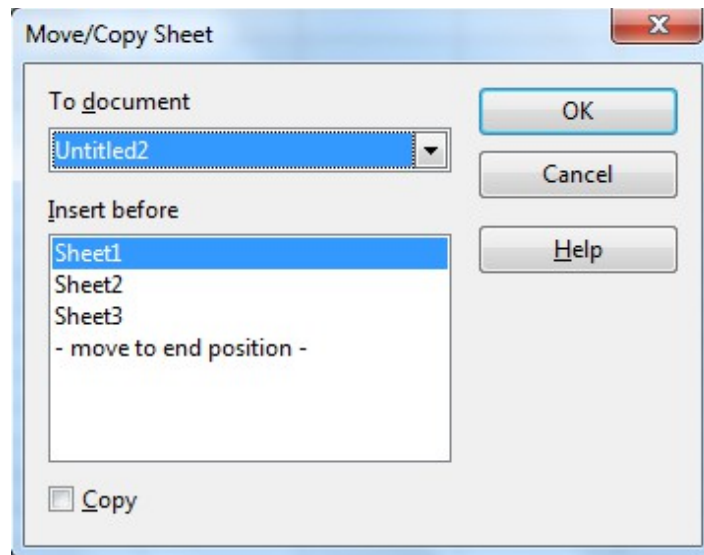 Move/Copy Sheet
To document
Untitled2
Insert before
Sheet1
Sheet2
Sheet3
- move to end position -
Copy
OK
Cancel
Help